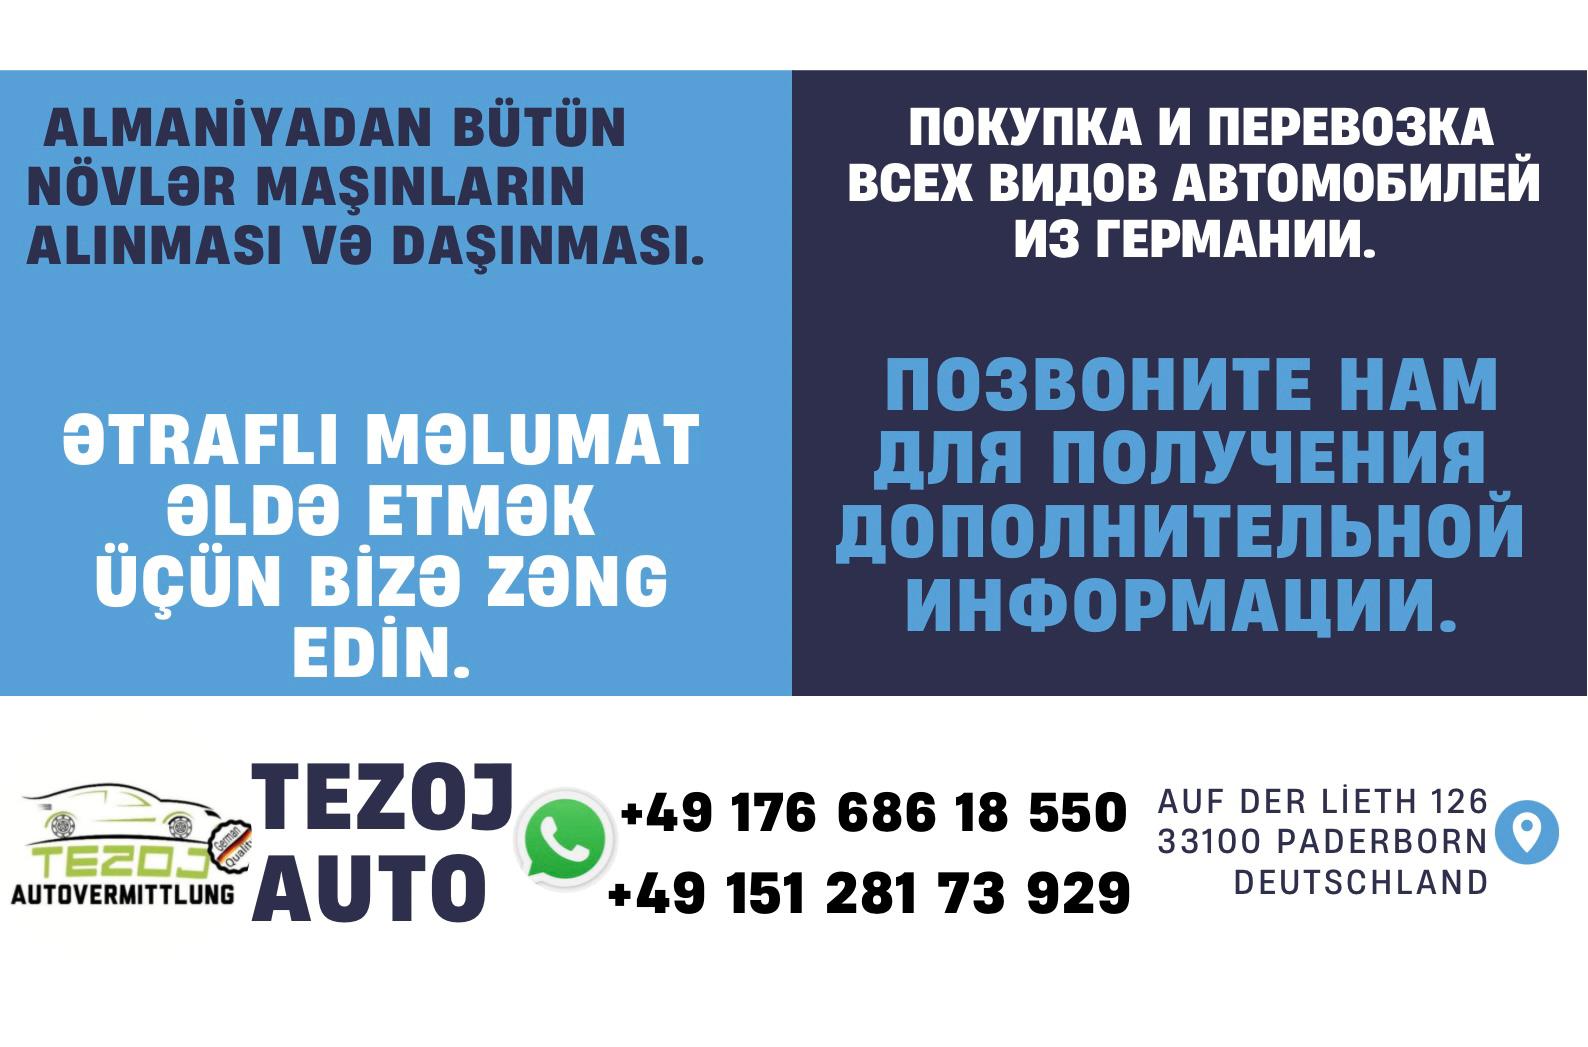 ALMANİYADAN BÜTÜN
NÖVLƏR MAŞINLARIN
ALINMASI VƏ DAŞINMASI.
ƏTRAFLI MƏLUMAT
ƏLDƏ ETMƏK
ÜÇÜN BİZƏ ZƏNG
EDİN.
ПОКУПКА И ПЕРЕВОЗКА
ВСЕХ ВИДОВ АВТОМОБИЛЕЙ
ИЗ ГЕРМАНИИ.
ПОЗВОНИТЕ НАМ
ДЛЯ ПОЛУЧЕНИЯ
ДОПОЛНИТЕЛЬНОЙ
ИНФОРМАЦИИ.
TEZOJ
German
Quality
AUTOVERMITTLUNG
TEZOJ
AUTO
+49 176 686 18 550
+49 151 281 73 929
AUF DER LİETH 126
33100 PADERBORN
DEUTSCHLAND